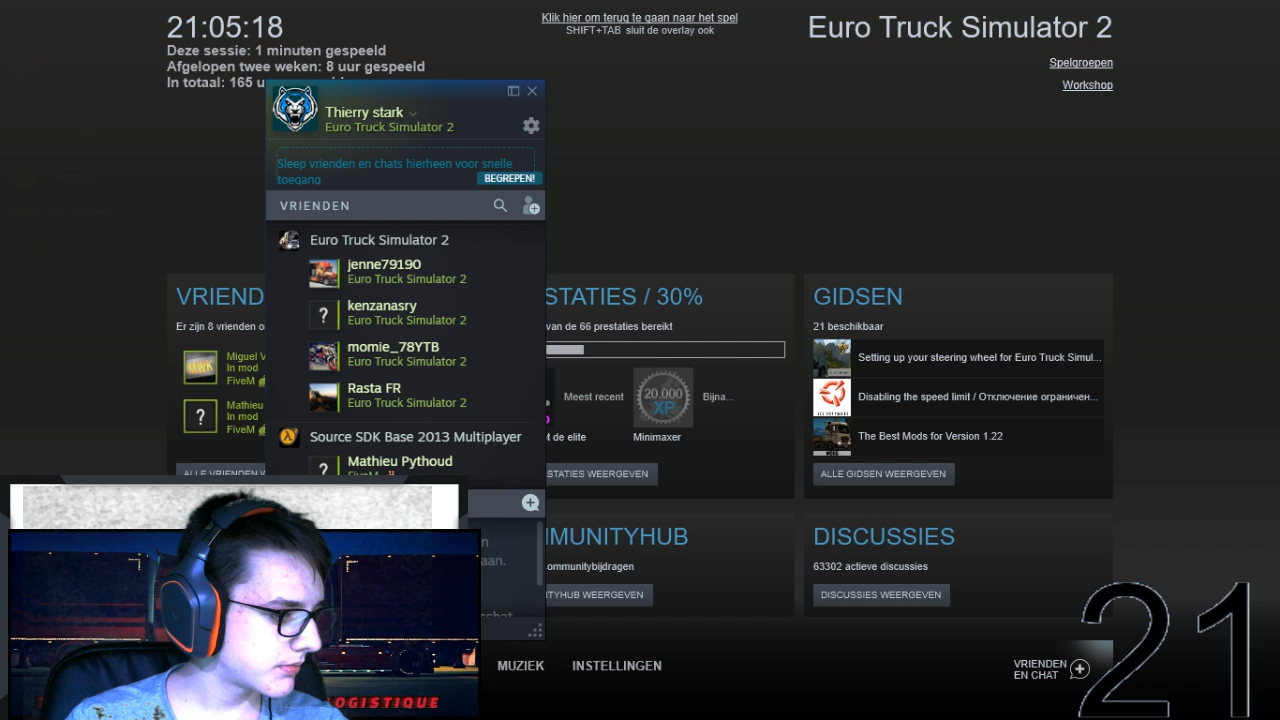 21:05:18
Deze sessie: 1 minuten gespeeld
Afgelopen twee weken: 8 uur gespeeld
In totaal: 165 u
Klik hier om terug te gaan naar het spel
SHIFT+TAB sluit de overlay ook
Euro Truck Simulator 2
Spelgroepen
Workshop
Thierry stark
Euro Truck Simulator 2
Sleep vrienden en chats hierheen voor snelle
toegang
BEGREPEN!
VRIENDEN
Euro Truck Simulator 2
jenne79190
Euro Truck Simulator 2
kenzanasry
Euro Truck Simulator 2
momie_78YTB
Euro Truck Simulator 2
Rasta FR
Euro Truck Simulator 2
Source SDK Base 2013 Multiplayer
Mathieu Pythoud
FiveM
VRIEND
Er zijn 8 vrienden o
Miguel V
In mod
FiveM
Mathieu
In mod
FiveM
ALLE VRIENDEN W
STATIES / 30%
van de 66 prestaties bereikt
Meest recent
20,000
XP
Bijna...
t de elite
Minimaxer
STATIES WEERGEVEN
GIDSEN
21 beschikbaar
Setting up your steering wheel for Euro Truck Simul...
Disabling the speed limit / Отключение ограничен...
The Best Mods for Version 1.22
ALLE GIDSEN WEERGEVEN
MUNITYHUB
ommunitybijdragen
ITYHUB WEERGEVEN
DISCUSSIES
63302 actieve discussies
DISCUSSIES WEERGEVEN
aan.
MUZIEK
INSTELLINGEN
VRIENDEN
EN CHAT
21
LOGISTIQUE